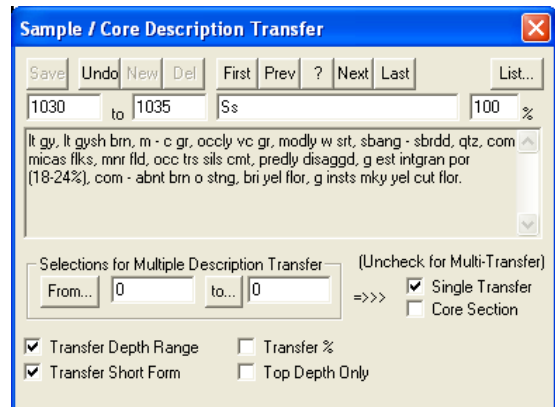 Sample / Core Description Transfer
Save Undo New Del First Prev ? Next Last List...
1030 to 1035 Ss 100 %
lt gy, lt gysh brn, m - c gr, occly vc gr, modly w srt, sbang - sbrdd, qtz, com
micas flks, mnr fld, occ trs sils cmt, predly disaggd, g est intgran por
(18-24%), com - abnt brn o stng, bri yel flor, g insts mky yel cut flor.
Selections for Multiple Description Transfer (Uncheck for Multi-Transfer)
From... 0 to... 0 =>>> Single Transfer
Core Section
Transfer Depth Range Transfer %
Transfer Short Form Top Depth Only